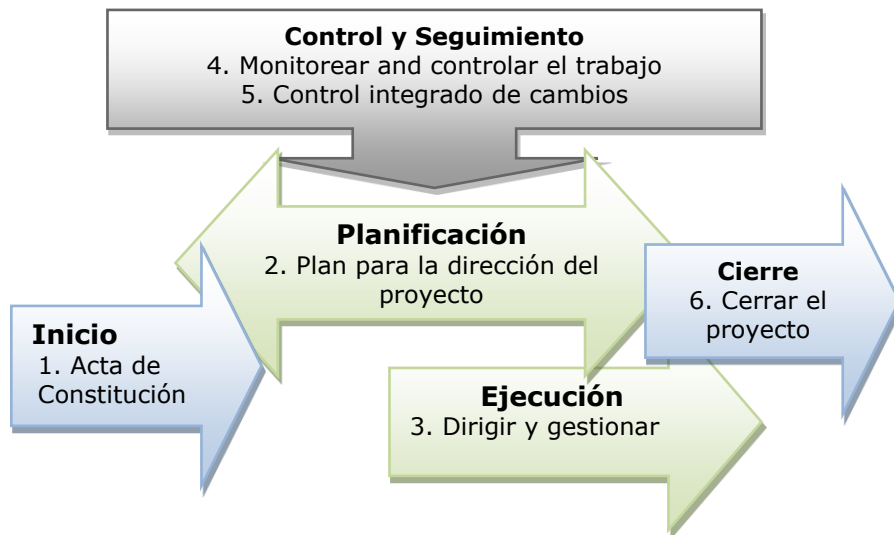 Control y Seguimiento
4. Monitorear and controlar el trabajo
5. Control integrado de cambios
Planificación
2. Plan para la dirección del
proyecto
Cierre
6. Cerrar el
proyecto
Inicio
1. Acta de
Constitución
Ejecución
3. Dirigir y gestionar